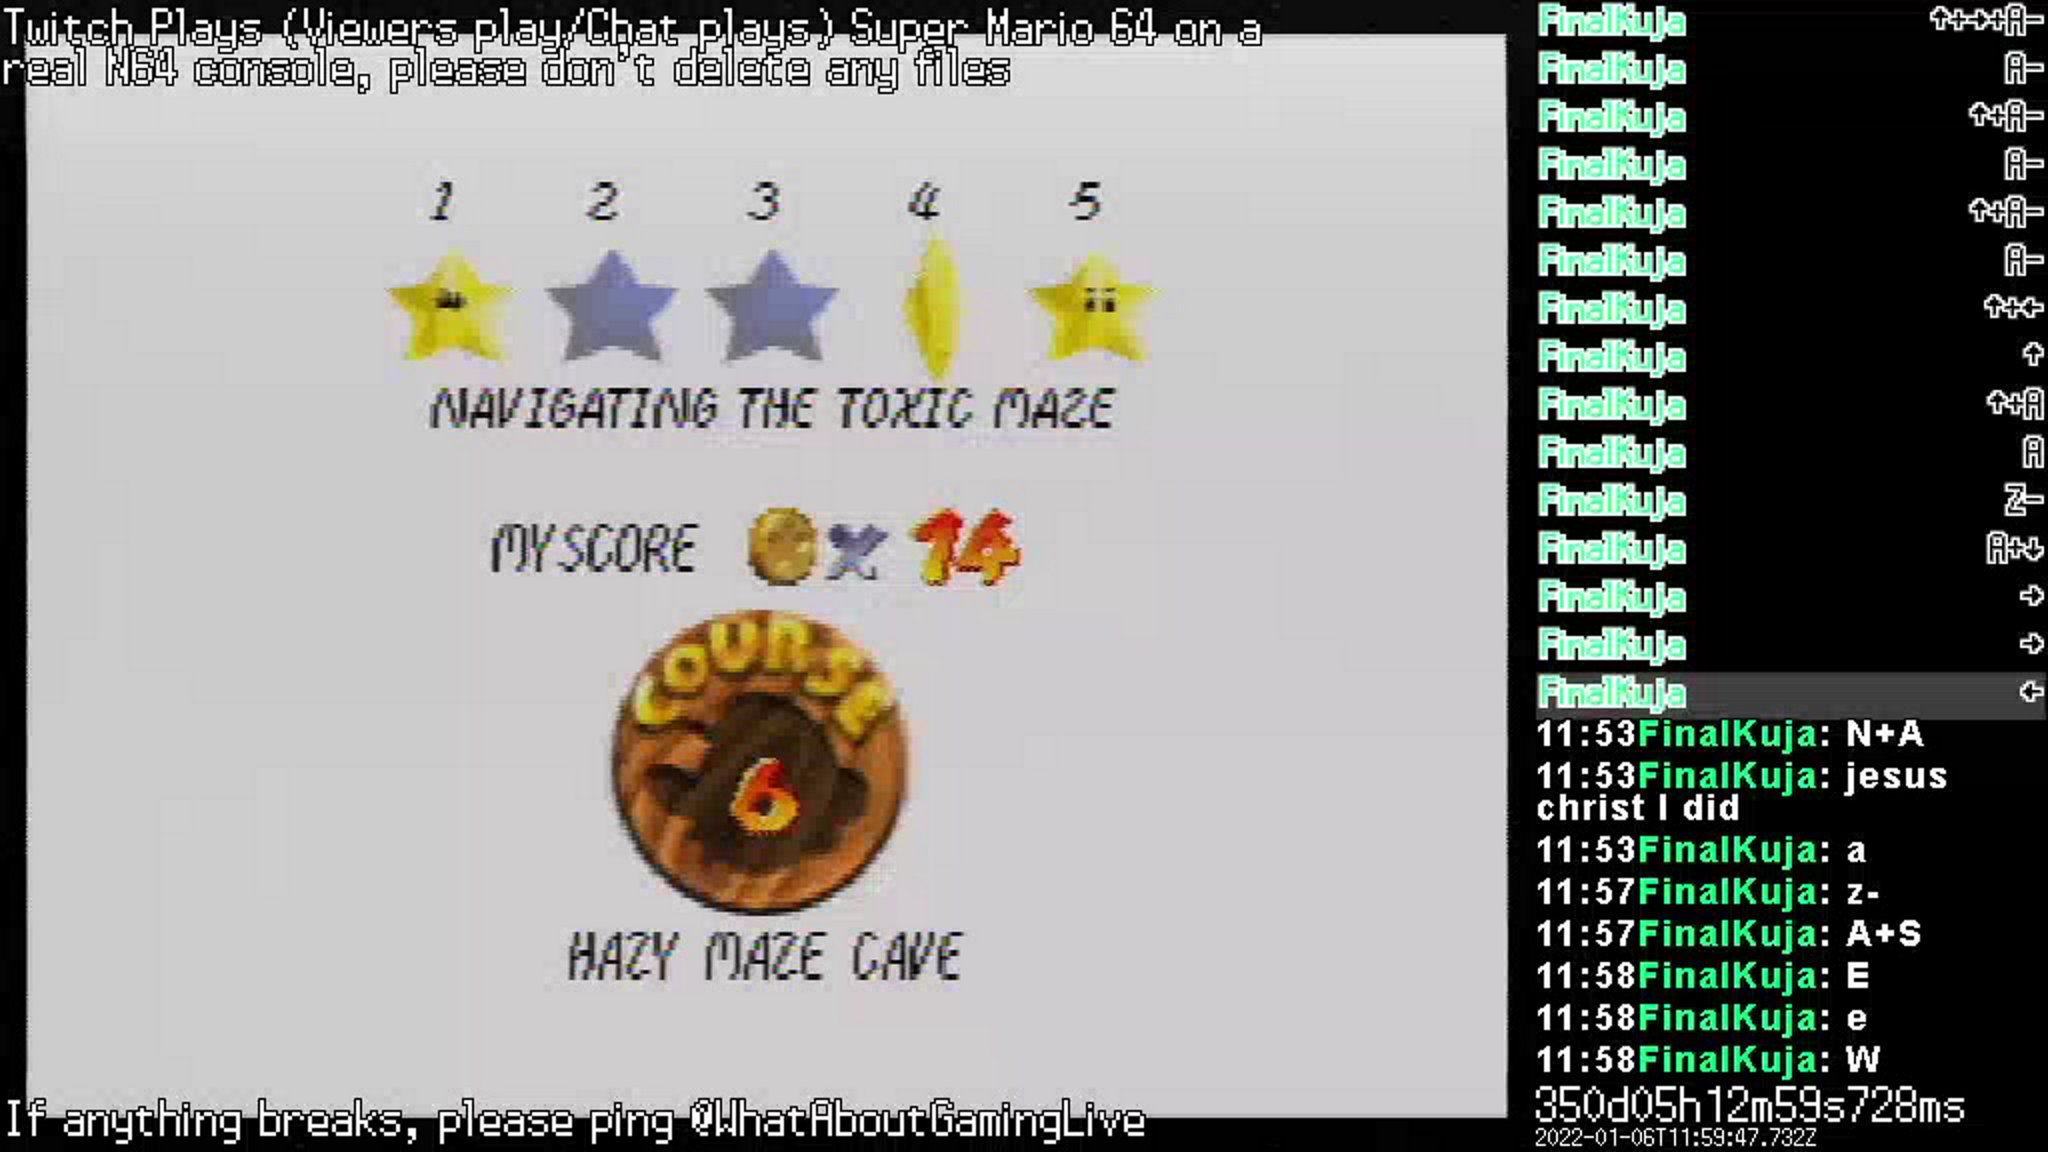 Twitch Plays (Viewers play/Chat plays) Super Mario 64 on a
real N64 console, please don't delete any files
1 2 3 4 5
NAVIGATING THE TOXIC MAZE
MY SCORE x 14
COURSE
6
HAZY MAZE CAVE
If anything breaks, please ping @WhatAboutGamingLive
FinalKuja ↑+→+A-
FinalKuja A-
FinalKuja ↑+A-
FinalKuja A-
FinalKuja ↑+A-
FinalKuja A-
FinalKuja ↑+←
FinalKuja ↑
FinalKuja ↑+A
FinalKuja A
FinalKuja Z-
FinalKuja A+↓
FinalKuja →
FinalKuja →
FinalKuja ←
11:53FinalKuja: N+A
11:53FinalKuja: jesus
christ I did
11:53FinalKuja: a
11:57FinalKuja: z-
11:57FinalKuja: A+S
11:58FinalKuja: E
11:58FinalKuja: e
11:58FinalKuja: W
350d05h12m59s728ms
2022-01-06T11:59:47.732Z